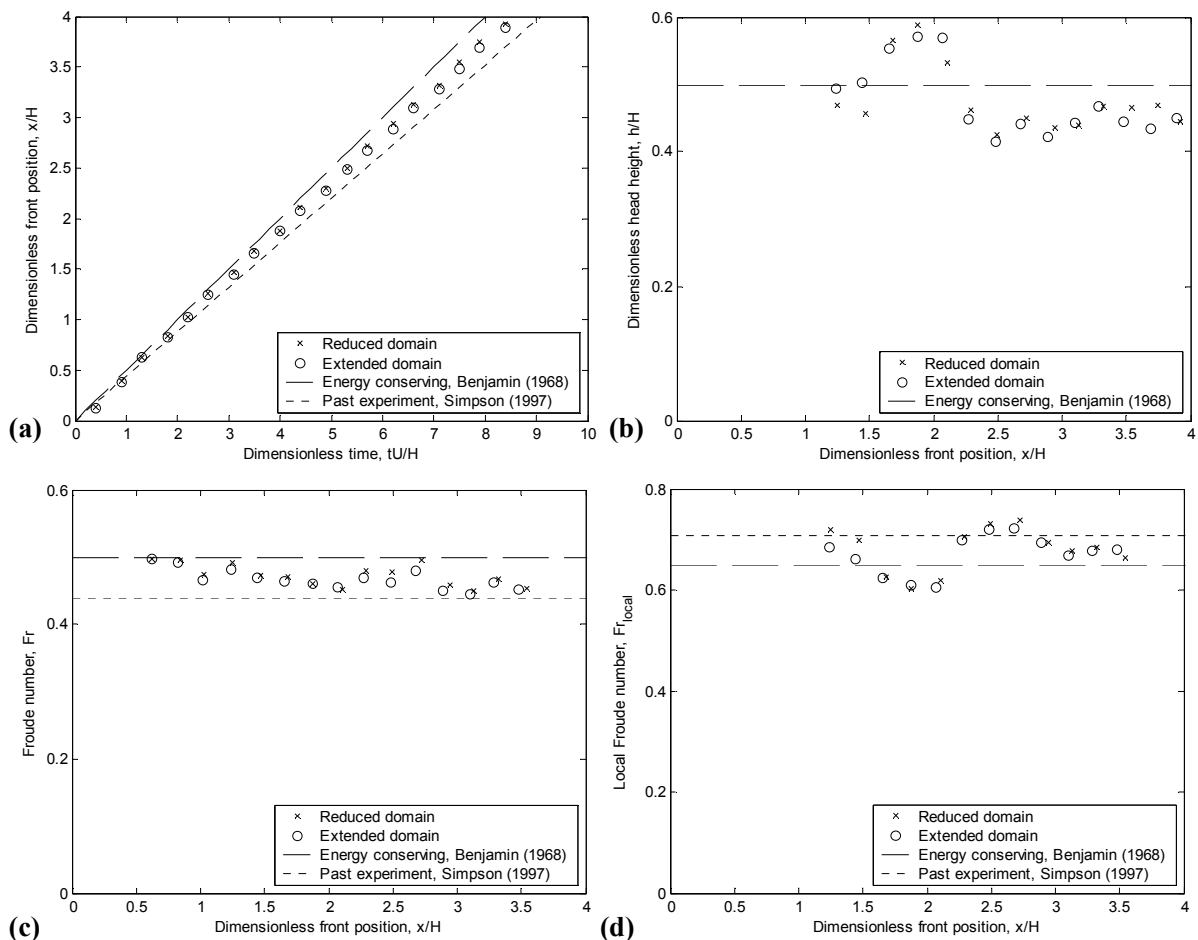 4
3.5
3
2.5
2
1.5
1
0.5
0
Dimensionless front position, x/H
Reduced domain
Extended domain
Energy conserving, Benjamin (1968)
Past experiment, Simpson (1997)
0 1 2 3 4 5 6 7 8 9 10
Dimensionless time, tU/H
(a)
0.6
0.4
0.2
0
Dimensionless head height, h/H
Reduced domain
Extended domain
Energy conserving, Benjamin (1968)
0 0.5 1 1.5 2 2.5 3 3.5 4
Dimensionless front position, x/H
(b)
0.6
0.4
0.2
0
Froude number, Fr
Reduced domain
Extended domain
Energy conserving, Benjamin (1968)
Past experiment, Simpson (1997)
0 0.5 1 1.5 2 2.5 3 3.5 4
Dimensionless front position, x/H
(c)
0.8
0.6
0.4
0.2
0
Local Froude number, Fr_local
Reduced domain
Extended domain
Energy conserving, Benjamin (1968)
Past experiment, Simpson (1997)
0 0.5 1 1.5 2 2.5 3 3.5 4
Dimensionless front position, x/H
(d)